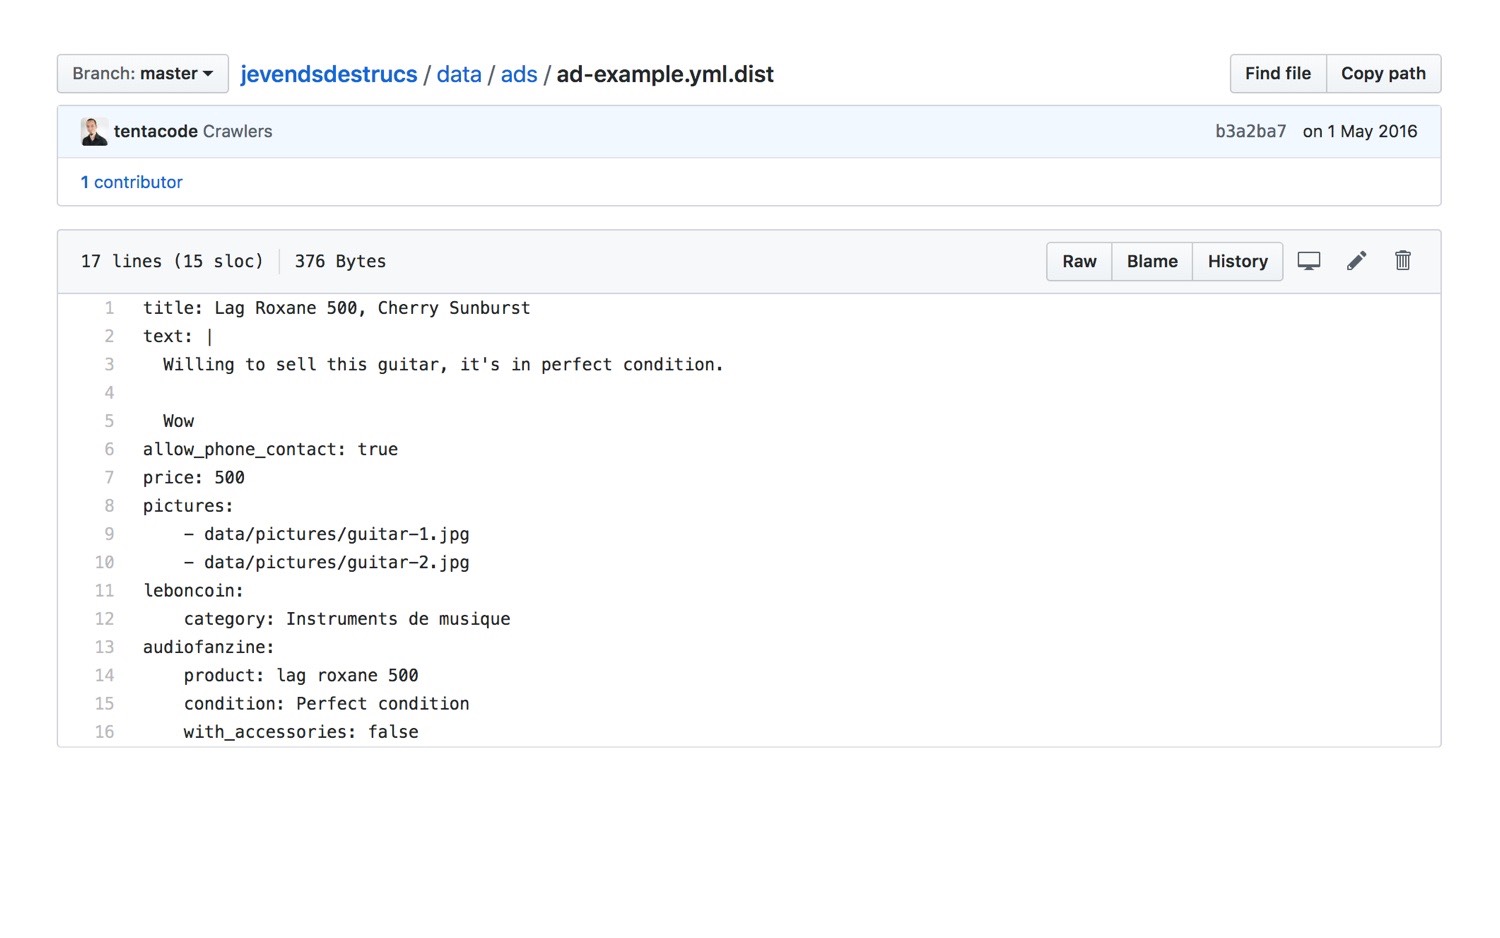 Branch: master jevendsdestrucs / data / ads / ad-example.yml.dist Find file Copy path
tentacode Crawlers b3a2ba7 on 1 May 2016
1 contributor
17 lines (15 sloc) 376 Bytes Raw Blame History
1 title: Lag Roxane 500, Cherry Sunburst
2 text: |
3 Willing to sell this guitar, it's in perfect condition.
4
5 Wow
6 allow_phone_contact: true
7 price: 500
8 pictures:
9 - data/pictures/guitar-1.jpg
10 - data/pictures/guitar-2.jpg
11 leboncoin:
12 category: Instruments de musique
13 audiofanzine:
14 product: lag roxane 500
15 condition: Perfect condition
16 with_accessories: false